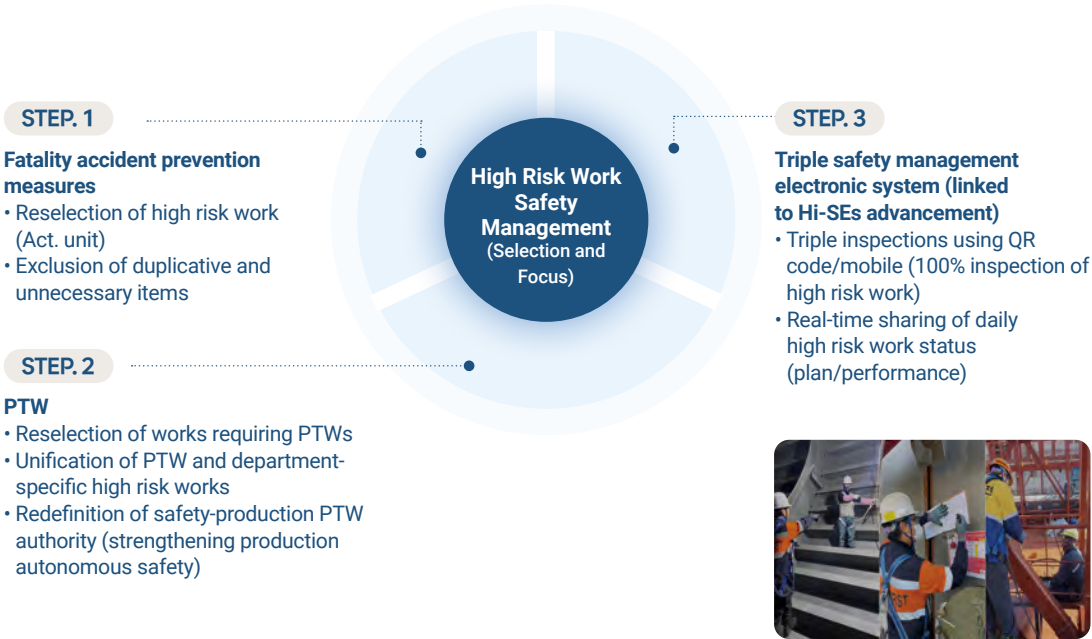 STEP. 1
Fatality accident prevention
measures
• Reselection of high risk work
(Act. unit)
• Exclusion of duplicative and
unnecessary items
STEP. 2
PTW
• Reselection of works requiring PTWs
• Unification of PTW and department-
specific high risk works
• Redefinition of safety-production PTW
authority (strengthening production
autonomous safety)
High Risk Work
Safety
Management
(Selection and
Focus)
STEP. 3
Triple safety management
electronic system (linked
to Hi-SEs advancement)
• Triple inspections using QR
code/mobile (100% inspection of
high risk work)
• Real-time sharing of daily
high risk work status
(plan/performance)